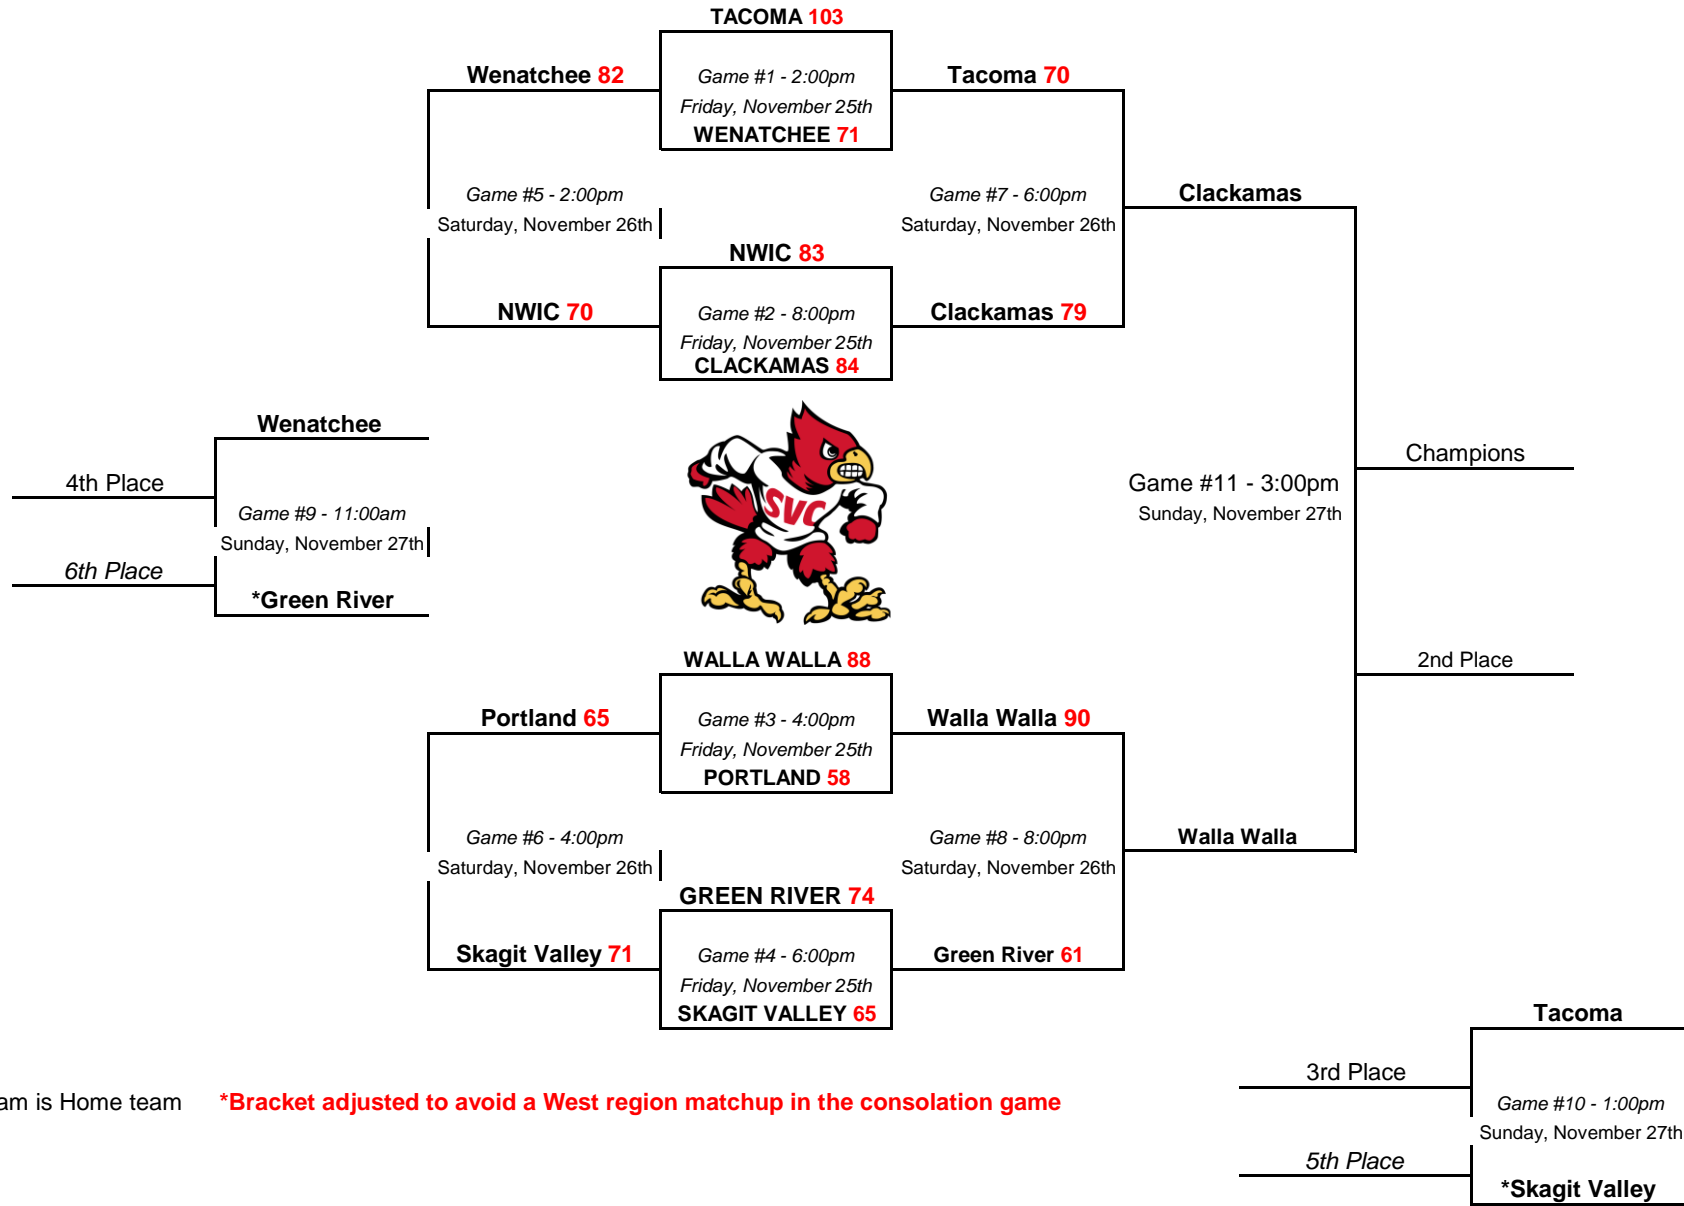 TACOMA 103
Wenatchee 82
Game #1 - 2:00pm
Tacoma 70
Friday, November 25th
WENATCHEE 71
Game #5 - 2:00pm
Game #7 - 6:00pm
Clackamas
Saturday, November 26th
Saturday, November 26th
NWIC 83
NWIC 70
Game #2 - 8:00pm
Clackamas 79
Friday, November 25th
CLACKAMAS 84
Wenatchee
Champions
4th Place
Game #11 - 3:00pm
Game #9 - 11:00am
Sunday, November 27th
SVC
Sunday, November 27th
6th Place
*Green River
WALLA WALLA 88
2nd Place
Portland 65
Game #3 - 4:00pm
Walla Walla 90
Friday, November 25th
PORTLAND 58
Game #6 - 4:00pm
Game #8 - 8:00pm
Walla Walla
Saturday, November 26th
Saturday, November 26th
GREEN RIVER 74
Skagit Valley 71
Game #4 - 6:00pm
Green River 61
Friday, November 25th
SKAGIT VALLEY 65
Tacoma
3rd Place
am is Home team *Bracket adjusted to avoid a West region matchup in the consolation game
Game #10 - 1:00pm
Sunday, November 27th
5th Place
*Skagit Valley